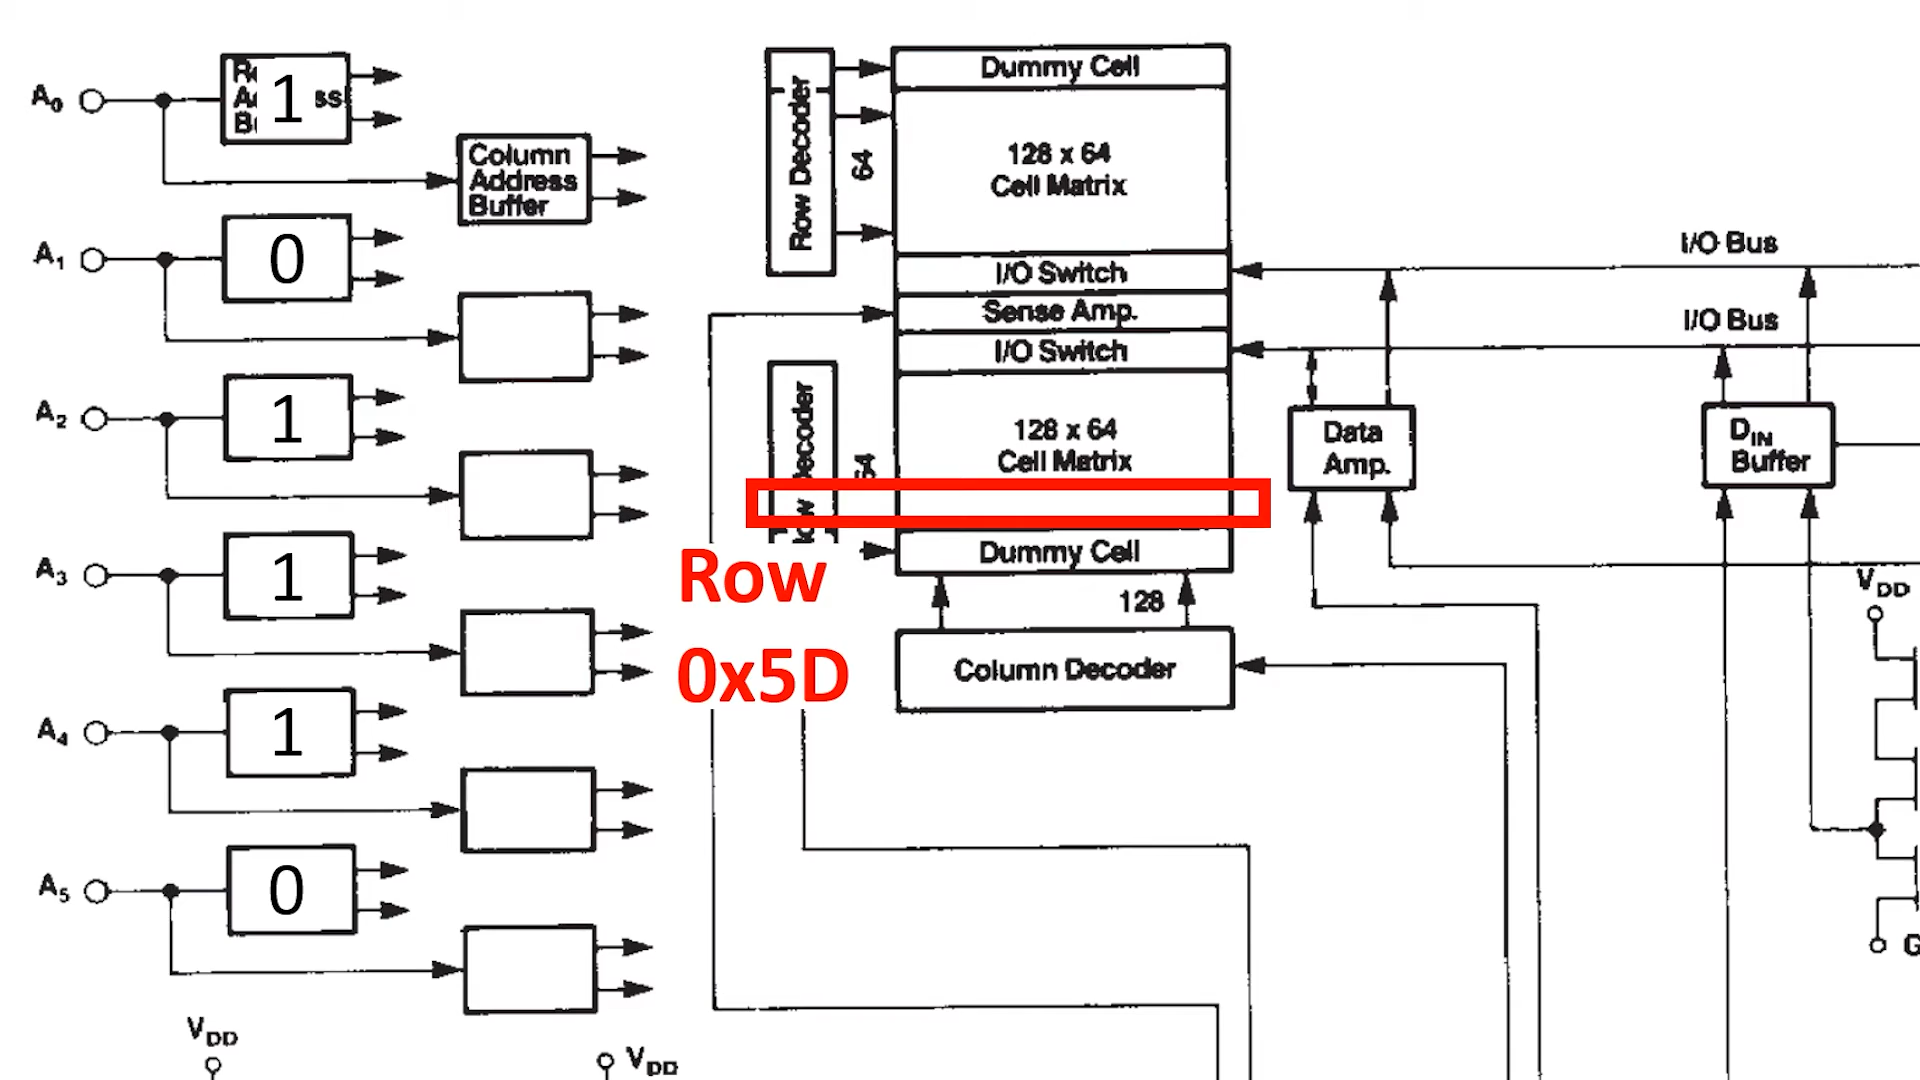 A0
1
ss
Column
Address
Buffer
A1
0
A2
1
A3
1
A4
1
A5
0
VDD
VDD
Row Decoder
64
Dummy Cell
128 x 64
Cell Matrix
I/O Switch
Sense Amp.
I/O Switch
128 x 64
Cell Matrix
Dummy Cell
128
Column Decoder
Row
0x5D
I/O Bus
I/O Bus
Data
Amp.
DIN
Buffer
VDD
G